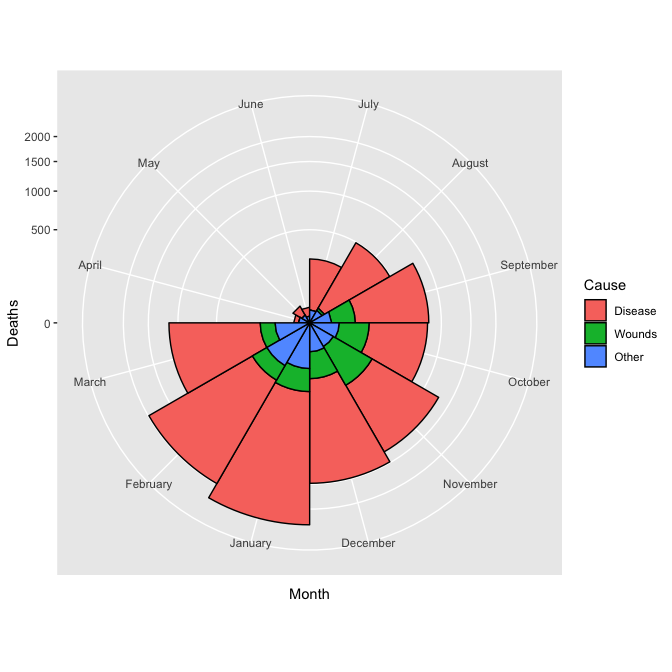 June
July
2000
1500
May
August
1000
500
April
September
Cause
Disease
Deaths
0
Wounds
Other
March
October
February
November
January
December
Month